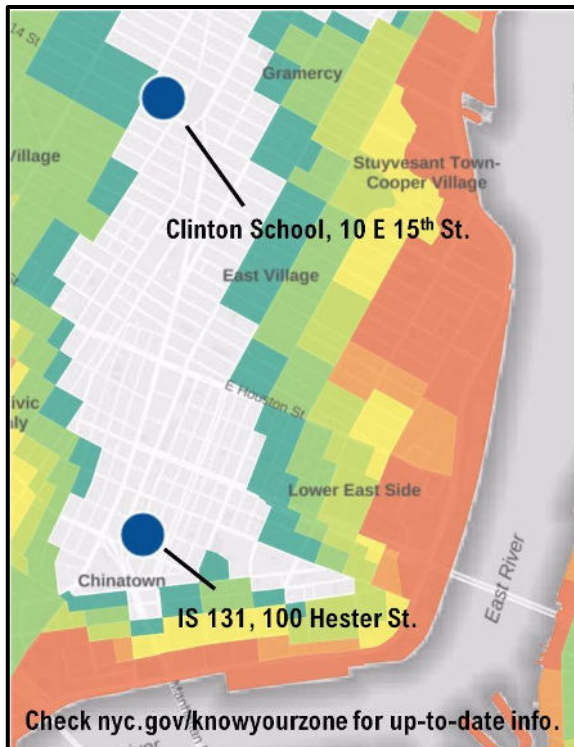 14 St
Gramercy
Village
Stuyvesant Town-
Cooper Village
Clinton School, 10 E 15th St.
East Village
E Houston St
ivic
ly
Lower East Side
Chinatown
East River
IS 131, 100 Hester St.
Check nyc.gov/knowyourzone for up-to-date info.
River